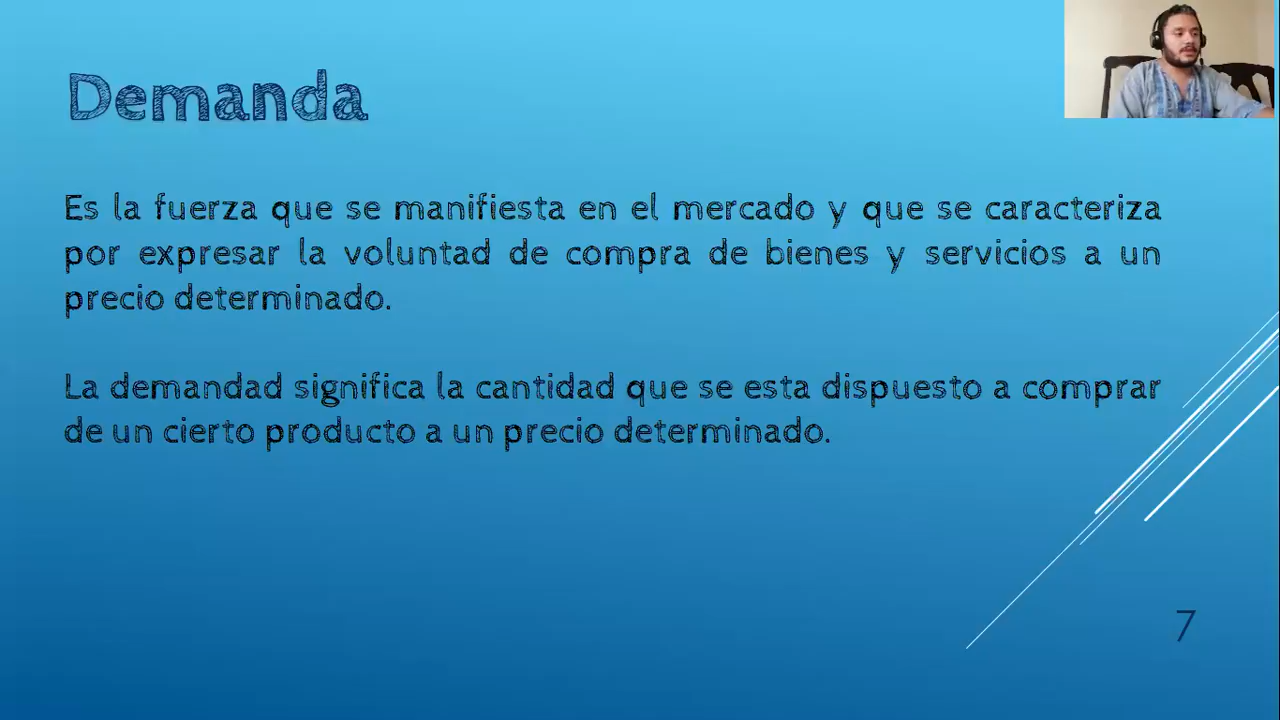 Demanda
Es la fuerza que se manifiesta en el mercado y que se caracteriza
por expresar la voluntad de compra de bienes y servicios a un
precio determinado.
La demandad significa la cantidad que se esta dispuesto a comprar
de un cierto producto a un precio determinado.
7